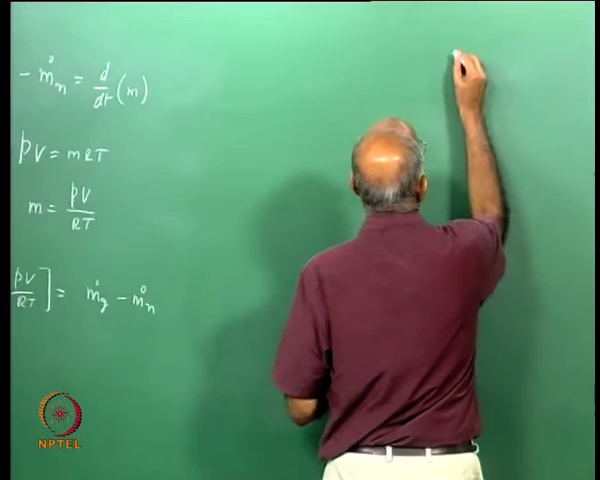 - ṁn = d/dt (m)
pV = mRT
m = pV/RT
pV/RT ] = ṁg - ṁn
NPTEL